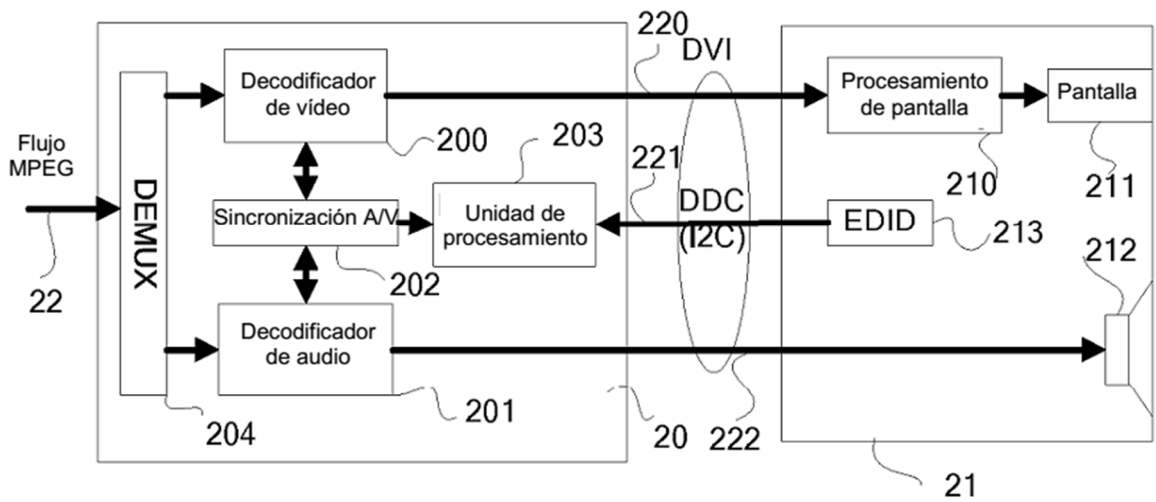 220
DVI
Decodificador
de vídeo
Procesamiento
de pantalla
Pantalla
Flujo
MPEG
200
203
221
210
211
DEMUX
Sincronización A/V
Unidad de
procesamiento
DDC
(I2C)
EDID
213
22
202
212
Decodificador
de audio
201
204
20
222
21